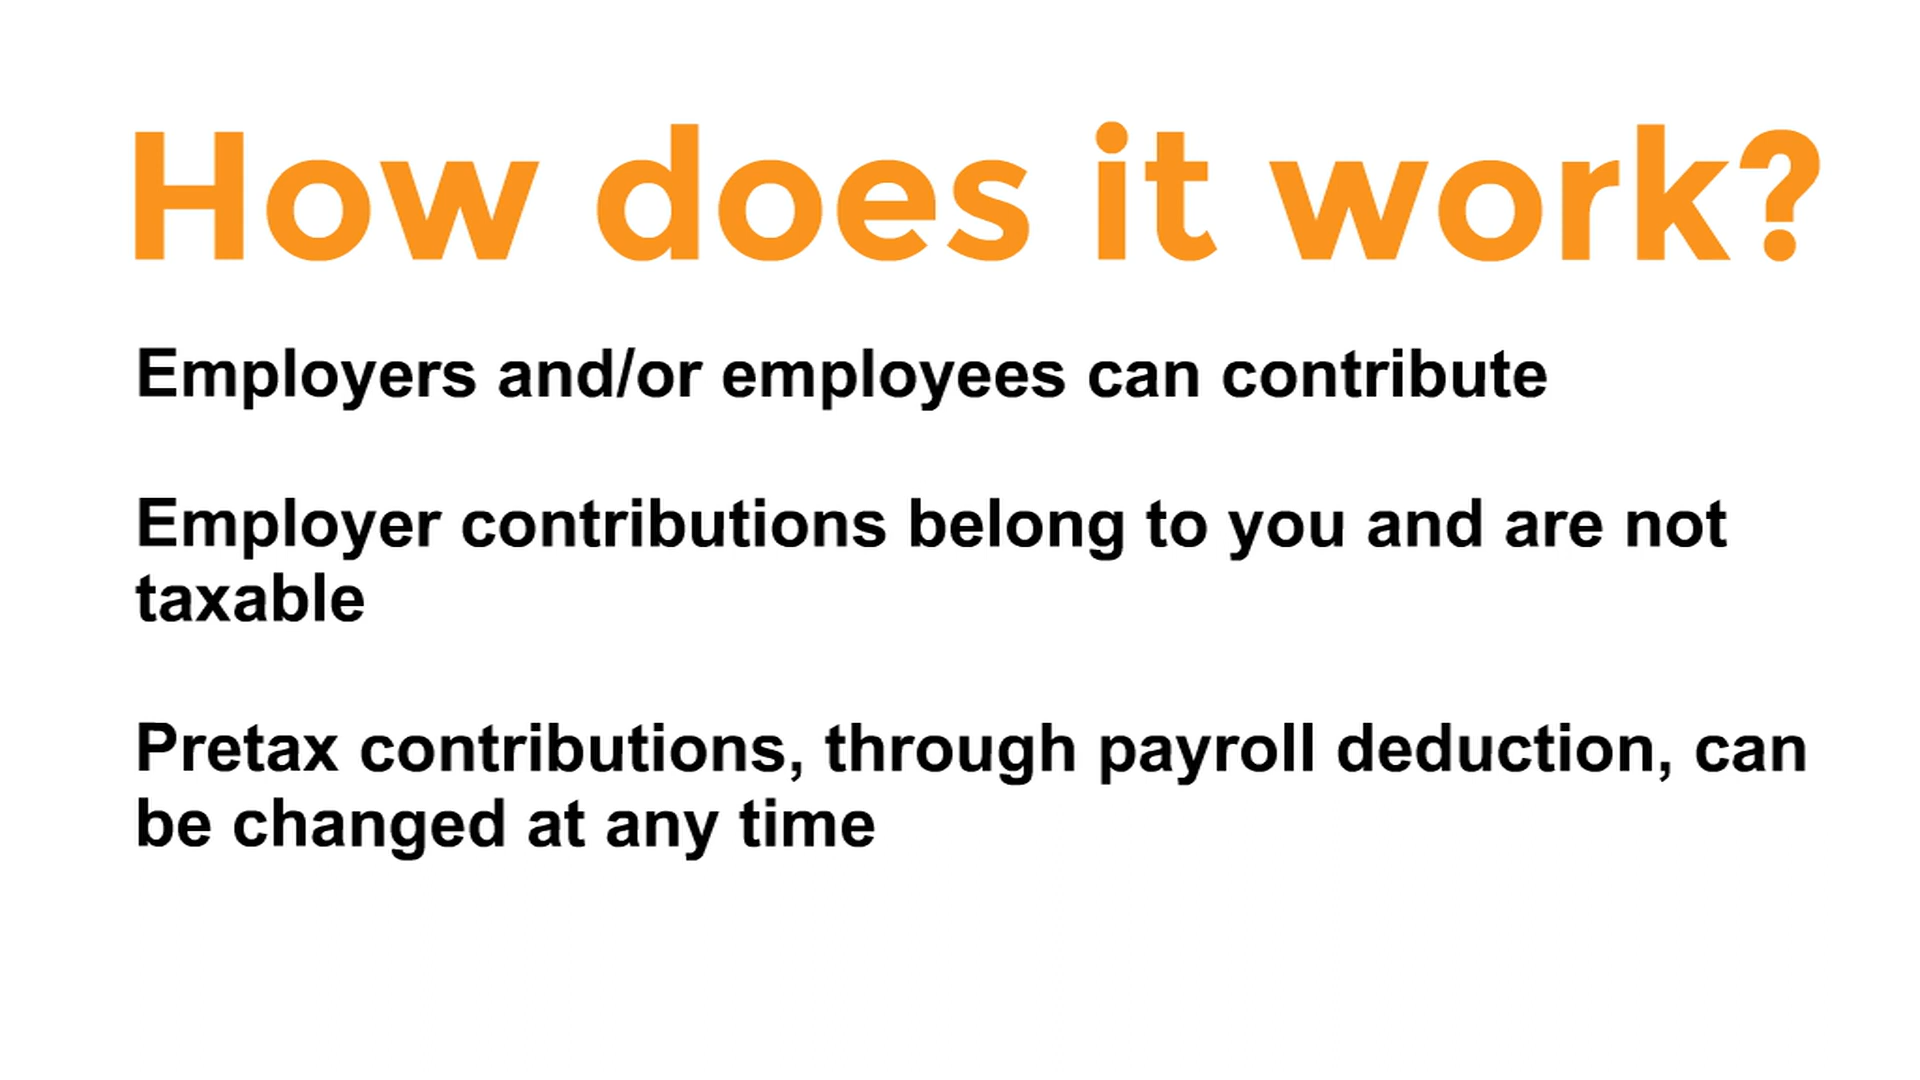 How does it work?
Employers and/or employees can contribute
Employer contributions belong to you and are not
taxable
Pretax contributions, through payroll deduction, can
be changed at any time